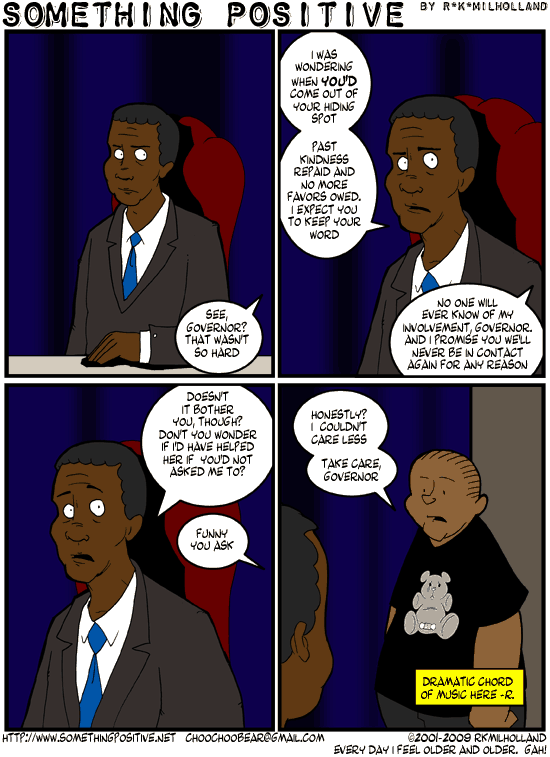 SOMETHING POSITIVE BY R*K*MILHOLLAND
SEE,
GOVERNOR?
THAT WASN'T
SO HARD
I WAS
WONDERING
WHEN YOU'D
COME OUT OF
YOUR HIDING
SPOT
PAST
KINDNESS
REPAID AND
NO MORE
FAVORS OWED.
I EXPECT YOU
TO KEEP YOUR
WORD
NO ONE WILL
EVER KNOW OF MY
INVOLVEMENT, GOVERNOR.
AND I PROMISE YOU WE'LL
NEVER BE IN CONTACT
AGAIN FOR ANY REASON
DOESN'T
IT BOTHER
YOU, THOUGH?
DON'T YOU WONDER
IF I'D HAVE HELPED
HER IF YOU'D NOT
ASKED ME TO?
FUNNY
YOU ASK
HONESTLY?
I COULDN'T
CARE LESS
TAKE CARE,
GOVERNOR
DRAMATIC CHORD
OF MUSIC HERE -R.
HTTP://WWW.SOMETHINGPOSITIVE.NET CHOOCHOOBEAR@GMAIL.COM ©2001-2009 RKMILHOLLAND
EVERY DAY I FEEL OLDER AND OLDER. GAH!